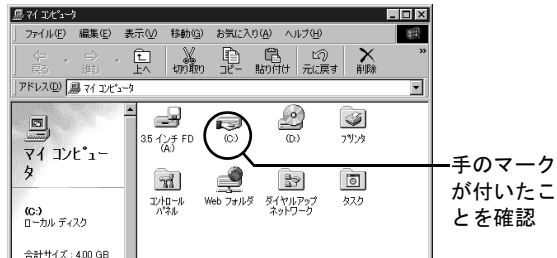 マイ コンピュータ
ファイル(F) 編集(E) 表示(V) 移動(G) お気に入り(A) ヘルプ(H)
戻る 進む 上へ 切り取り コピー 貼り付け 元に戻す 削除 »
アドレス(D) マイ コンピュータ
3.5 インチ FD (A:)
(C:)
(D:)
プリンタ
マイ コンピュータ
コントロール パネル
Web フォルダ
ダイヤルアップ ネットワーク
タスク
(C:)
ローカル ディスク
合計サイズ : 4.00 GB
手のマーク
が付いたこ
とを確認